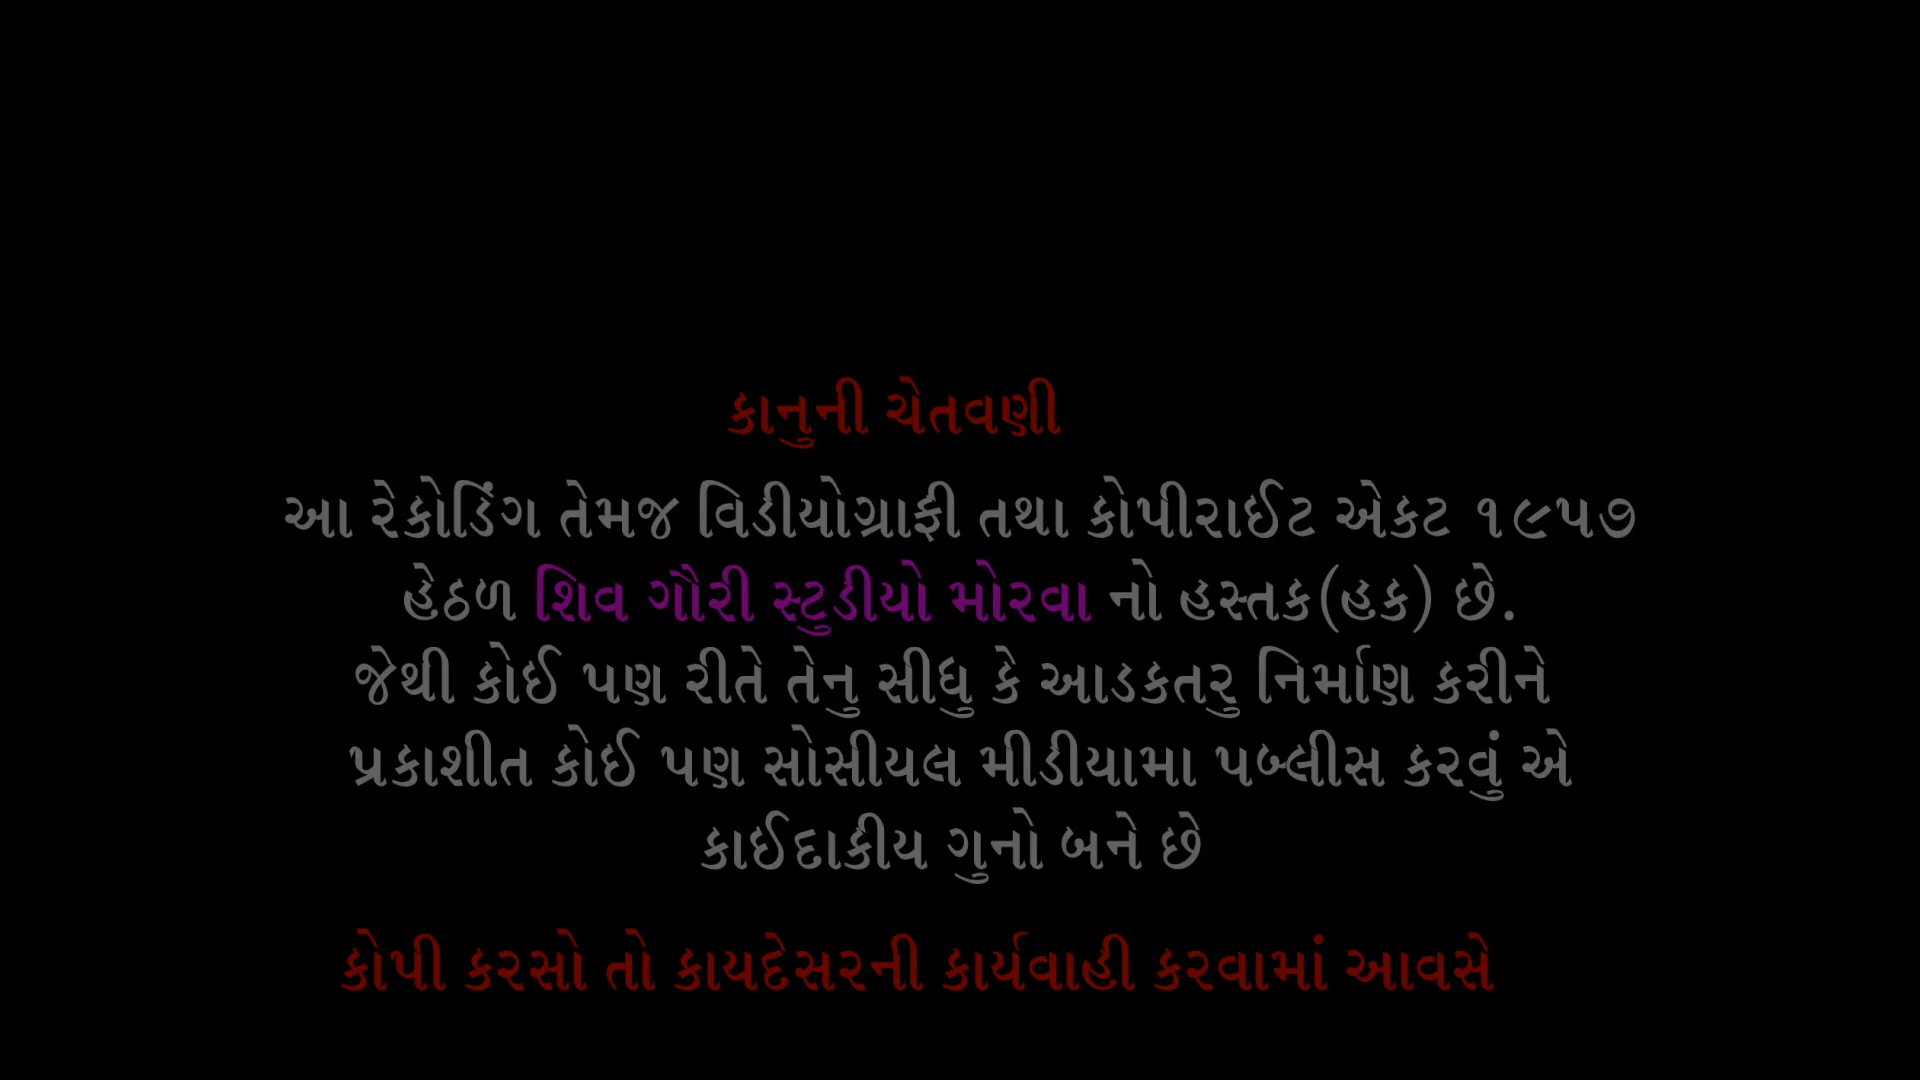 કાનુની ચેતવણી
આ રેકોડિંગ તેમજ વિડીયોગ્રાફી તથા કોપીરાઈટ એકટ ૧૯૫૭
હેઠળ શિવ ગૌરી સ્ટુડીયો મોરવા નો હસ્તક(હક) છે.
જેથી કોઈ પણ રીતે તેનુ સીધુ કે આડકતરુ નિર્માણ કરીને
પ્રકાશીત કોઈ પણ સોસીયલ મીડીયામા પબ્લીસ કરવું એ
કાઈદાકીય ગુનો બને છે
કોપી કરસો તો કાયદેસરની કાર્યવાહી કરવામાં આવસે